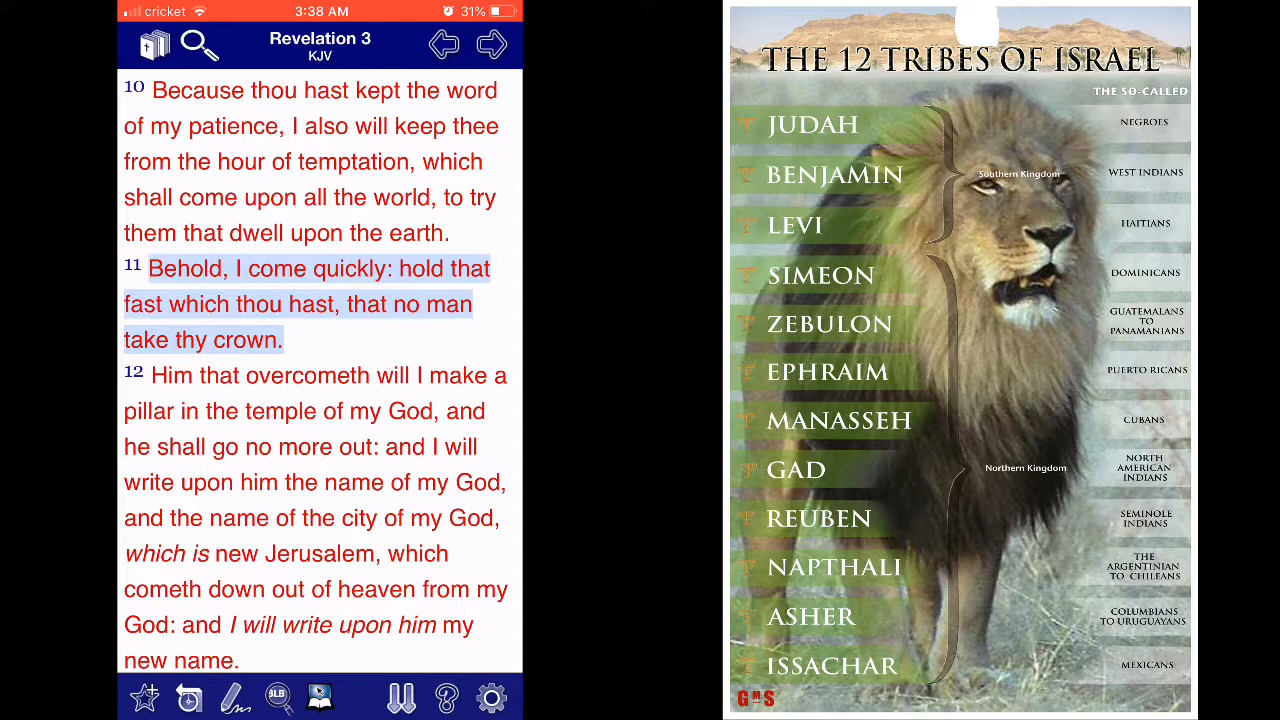 cricket
3:38 AM
31%
Revelation 3
KJV
10 Because thou hast kept the word
of my patience, I also will keep thee
from the hour of temptation, which
shall come upon all the world, to try
them that dwell upon the earth.
11 Behold, I come quickly: hold that
fast which thou hast, that no man
take thy crown.
12 Him that overcometh will I make a
pillar in the temple of my God, and
he shall go no more out: and I will
write upon him the name of my God,
and the name of the city of my God,
which is new Jerusalem, which
cometh down out of heaven from my
God: and I will write upon him my
new name.
BLB
THE 12 TRIBES OF ISRAEL
THE SO-CALLED
JUDAH
NEGROES
BENJAMIN
Southern Kingdom
WEST INDIANS
LEVI
HAITIANS
SIMEON
DOMINICANS
ZEBULON
GUATEMALANS
TO
PANAMANIANS
EPHRAIM
PUERTO RICANS
MANASSEH
CUBANS
GAD
Northern Kingdom
NORTH
AMERICAN
INDIANS
REUBEN
SEMINOLE
INDIANS
NAPTHALI
THE
ARGENTINIAN
TO CHILEANS
ASHER
COLUMBIANS
TO URUGUAYANS
ISSACHAR
MEXICANS
GMS